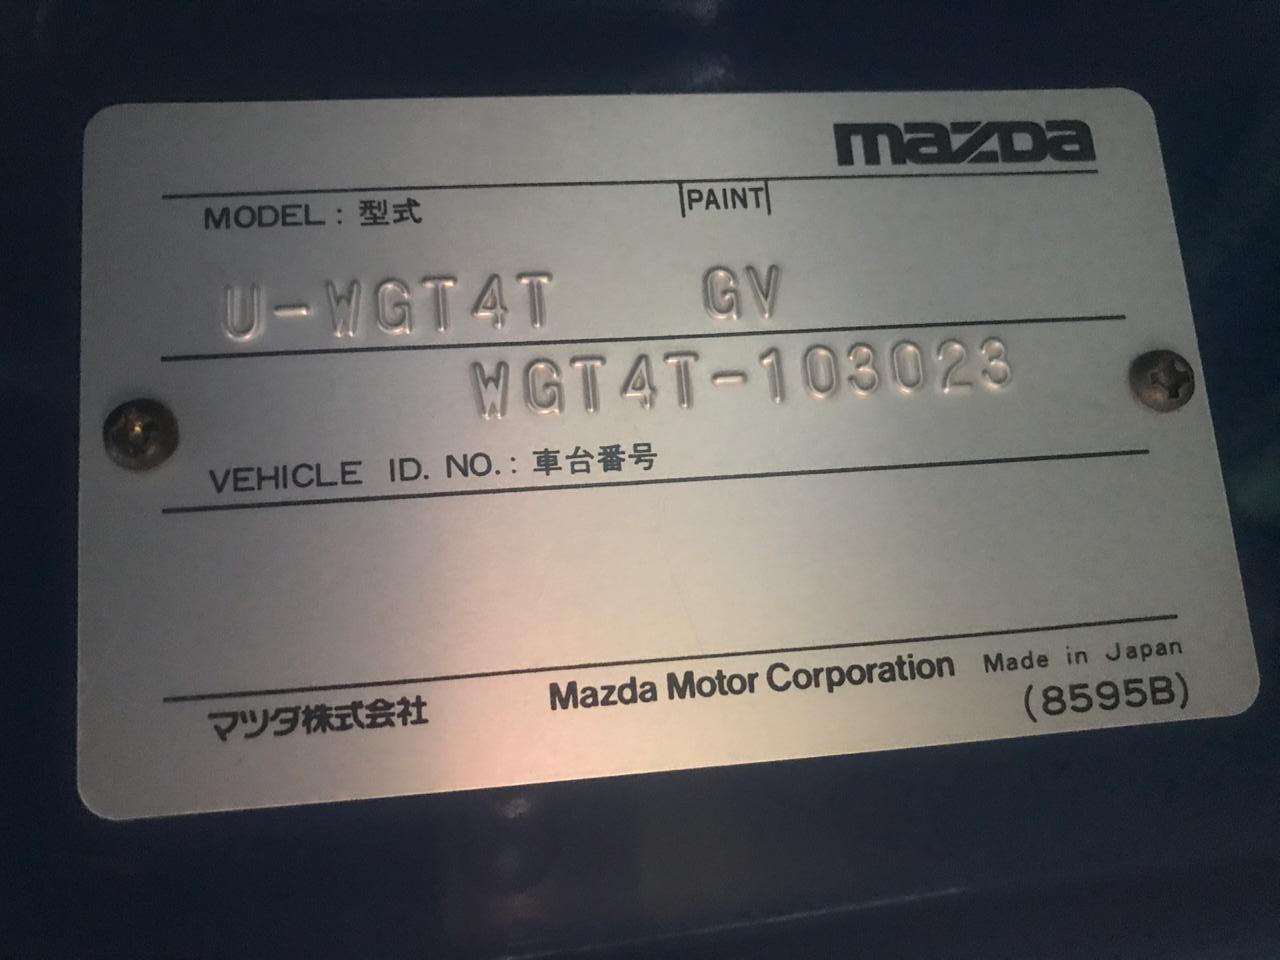 mazda
MODEL : 型式 PAINT
U-WGT4T GV
WGT4T-103023
VEHICLE ID. NO. : 車台番号
マツダ株式会社 Mazda Motor Corporation Made in Japan
(8595B)